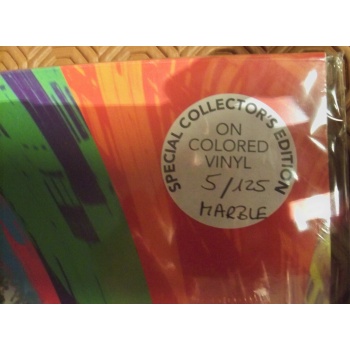 SPECIAL COLLECTOR'S EDITION
ON
COLORED
VINYL
5/125
MARBLE